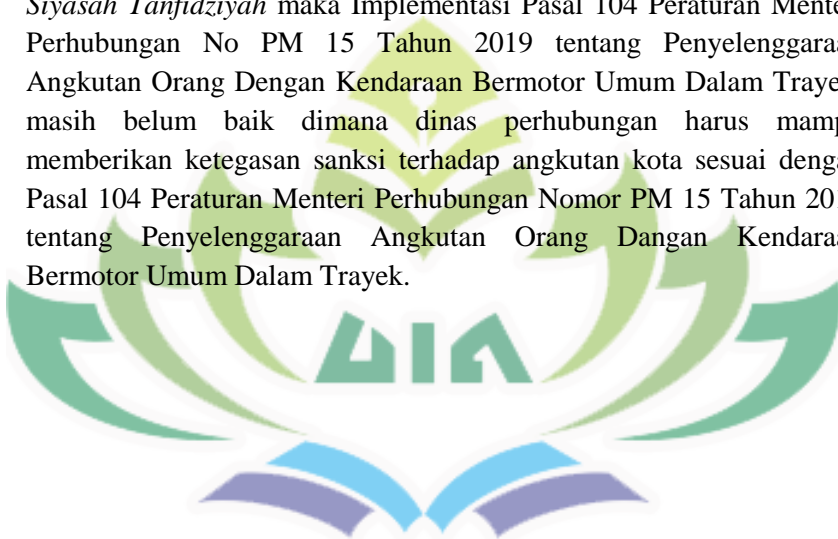 Siyasah Tanfidziyah maka Implementasi Pasal 104 Peraturan Mente
Perhubungan No PM 15 Tahun 2019 tentang Penyelenggaraa
Angkutan Orang Dengan Kendaraan Bermotor Umum Dalam Traye
masih belum baik dimana dinas perhubungan harus mamp
memberikan ketegasan sanksi terhadap angkutan kota sesuai denga
Pasal 104 Peraturan Menteri Perhubungan Nomor PM 15 Tahun 201
tentang Penyelenggaraan Angkutan Orang Dangan Kendaraa
Bermotor Umum Dalam Trayek.
UIN